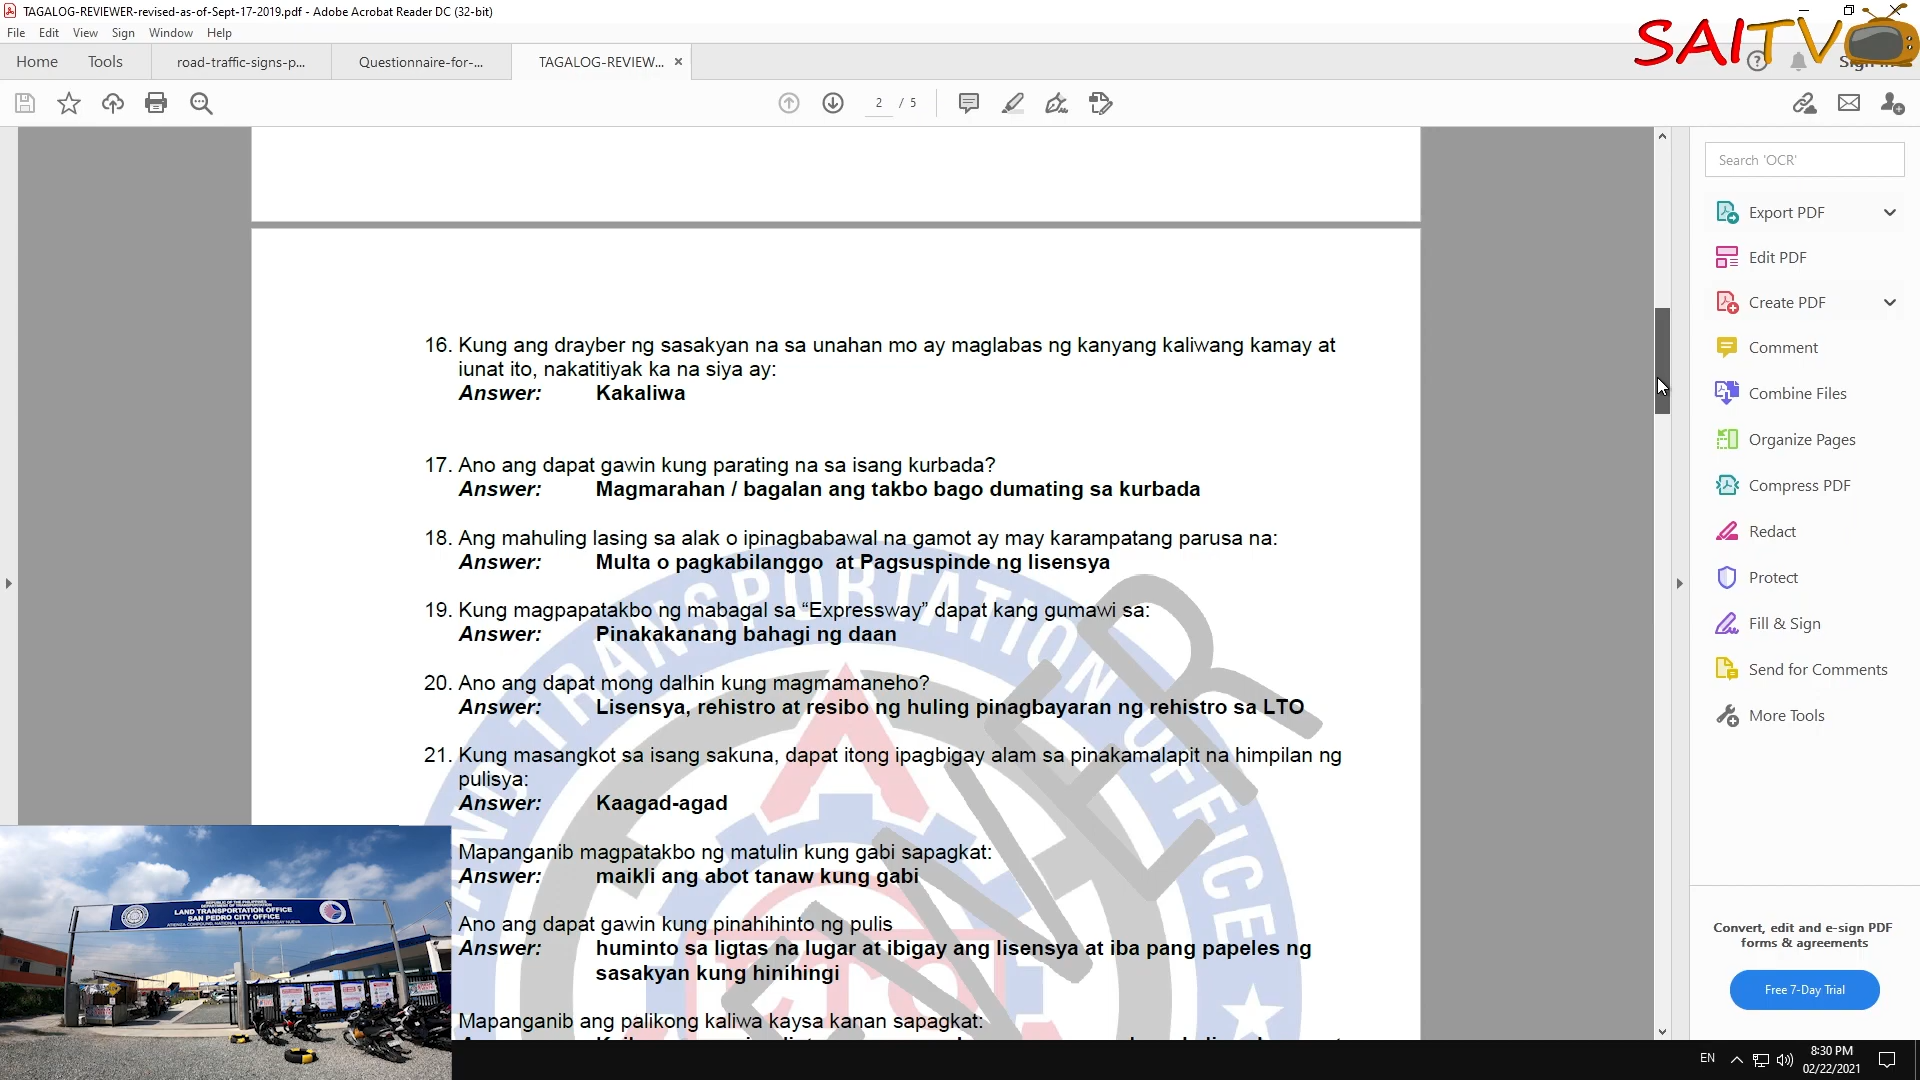 TAGALOG-REVIEWER-revised-as-of-Sept-17-2019.pdf - Adobe Acrobat Reader DC (32-bit)
File Edit View Sign Window Help
SAITV
Home Tools road-traffic-signs-p... Questionnaire-for-... TAGALOG-REVIEW... ×
2 / 5
Search 'OCR'
Export PDF
Edit PDF
Create PDF
Comment
Combine Files
Organize Pages
Compress PDF
Redact
Protect
Fill & Sign
Send for Comments
More Tools
Convert, edit and e-sign PDF
forms & agreements
Free 7-Day Trial
16. Kung ang drayber ng sasakyan na sa unahan mo ay maglabas ng kanyang kaliwang kamay at
iunat ito, nakatitiyak ka na siya ay:
Answer: Kakaliwa
17. Ano ang dapat gawin kung parating na sa isang kurbada?
Answer: Magmarahan / bagalan ang takbo bago dumating sa kurbada
18. Ang mahuling lasing sa alak o ipinagbabawal na gamot ay may karampatang parusa na:
Answer: Multa o pagkabilanggo at Pagsuspinde ng lisensya
19. Kung magpapatakbo ng mabagal sa “Expressway” dapat kang gumawi sa:
Answer: Pinakakanang bahagi ng daan
20. Ano ang dapat mong dalhin kung magmamaneho?
Answer: Lisensya, rehistro at resibo ng huling pinagbayaran ng rehistro sa LTO
21. Kung masangkot sa isang sakuna, dapat itong ipagbigay alam sa pinakamalapit na himpilan ng
pulisya:
Answer: Kaagad-agad
Mapanganib magpatakbo ng matulin kung gabi sapagkat:
Answer: maikli ang abot tanaw kung gabi
Ano ang dapat gawin kung pinahihinto ng pulis
Answer: huminto sa ligtas na lugar at ibigay ang lisensya at iba pang papeles ng
sasakyan kung hinihingi
Mapanganib ang palikong kaliwa kaysa kanan sapagkat:
LAND TRANSPORTATION OFFICE
LTO
REPUBLIC OF THE PHILIPPINES
DEPARTMENT OF TRANSPORTATION
LAND TRANSPORTATION OFFICE
SAN PEDRO CITY OFFICE
EN 8:30 PM
02/22/2021